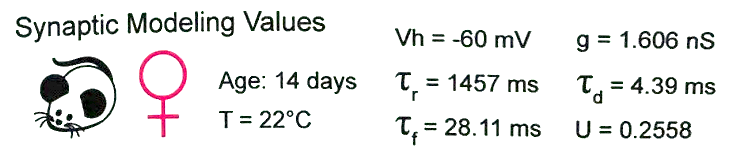 Synaptic Modeling Values
Age: 14 days
T = 22°C
Vh = -60 mV
g = 1.606 nS
τr = 1457 ms
τd = 4.39 ms
τf = 28.11 ms
U = 0.2558